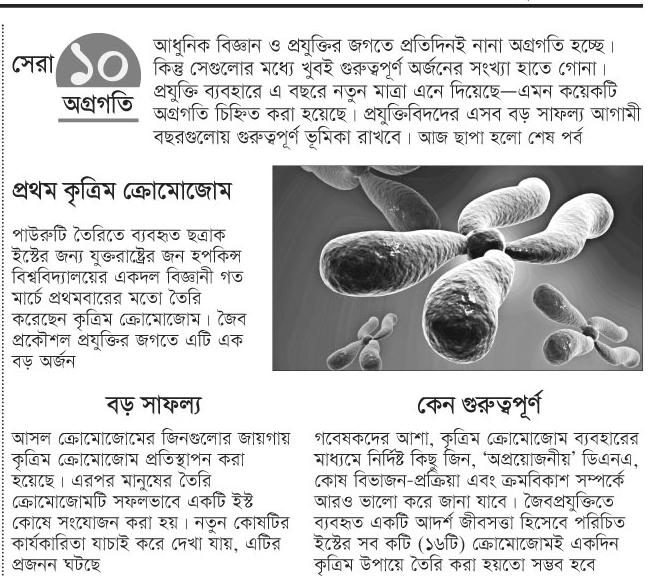 সেরা
১০
অগ্রগতি
আধুনিক বিজ্ঞান ও প্রযুক্তির জগতে প্রতিদিনই নানা অগ্রগতি হচ্ছে।
কিন্তু সেগুলোর মধ্যে খুবই গুরুত্বপূর্ণ অর্জনের সংখ্যা হাতে গোনা।
প্রযুক্তি ব্যবহারে এ বছরে নতুন মাত্রা এনে দিয়েছে—এমন কয়েকটি
অগ্রগতি চিহ্নিত করা হয়েছে। প্রযুক্তিবিদদের এসব বড় সাফল্য আগামী
বছরগুলোয় গুরুত্বপূর্ণ ভূমিকা রাখবে। আজ ছাপা হলো শেষ পর্ব
প্রথম কৃত্রিম ক্রোমোজোম
পাউরুটি তৈরিতে ব্যবহৃত ছত্রাক
ইস্টের জন্য যুক্তরাষ্ট্রের জন হপকিন্স
বিশ্ববিদ্যালয়ের একদল বিজ্ঞানী গত
মার্চে প্রথমবারের মতো তৈরি
করেছেন কৃত্রিম ক্রোমোজোম। জৈব
প্রকৌশল প্রযুক্তির জগতে এটি এক
বড় অর্জন
বড় সাফল্য
আসল ক্রোমোজোমের জিনগুলোর জায়গায়
কৃত্রিম ক্রোমোজোম প্রতিস্থাপন করা
হয়েছে। এরপর মানুষের তৈরি
ক্রোমোজোমটি সফলভাবে একটি ইস্ট
কোষে সংযোজন করা হয়। নতুন কোষটির
কার্যকারিতা যাচাই করে দেখা যায়, এটির
প্রজনন ঘটছে
কেন গুরুত্বপূর্ণ
গবেষকদের আশা, কৃত্রিম ক্রোমোজোম ব্যবহারের
মাধ্যমে নির্দিষ্ট কিছু জিন, ‘অপ্রয়োজনীয়’ ডিএনএ,
কোষ বিভাজন-প্রক্রিয়া এবং ক্রমবিকাশ সম্পর্কে
আরও ভালো করে জানা যাবে। জৈবপ্রযুক্তিতে
ব্যবহৃত একটি আদর্শ জীবসত্তা হিসেবে পরিচিত
ইস্টের সব কটি (১৬টি) ক্রোমোজোমই একদিন
কৃত্রিম উপায়ে তৈরি করা হয়তো সম্ভব হবে